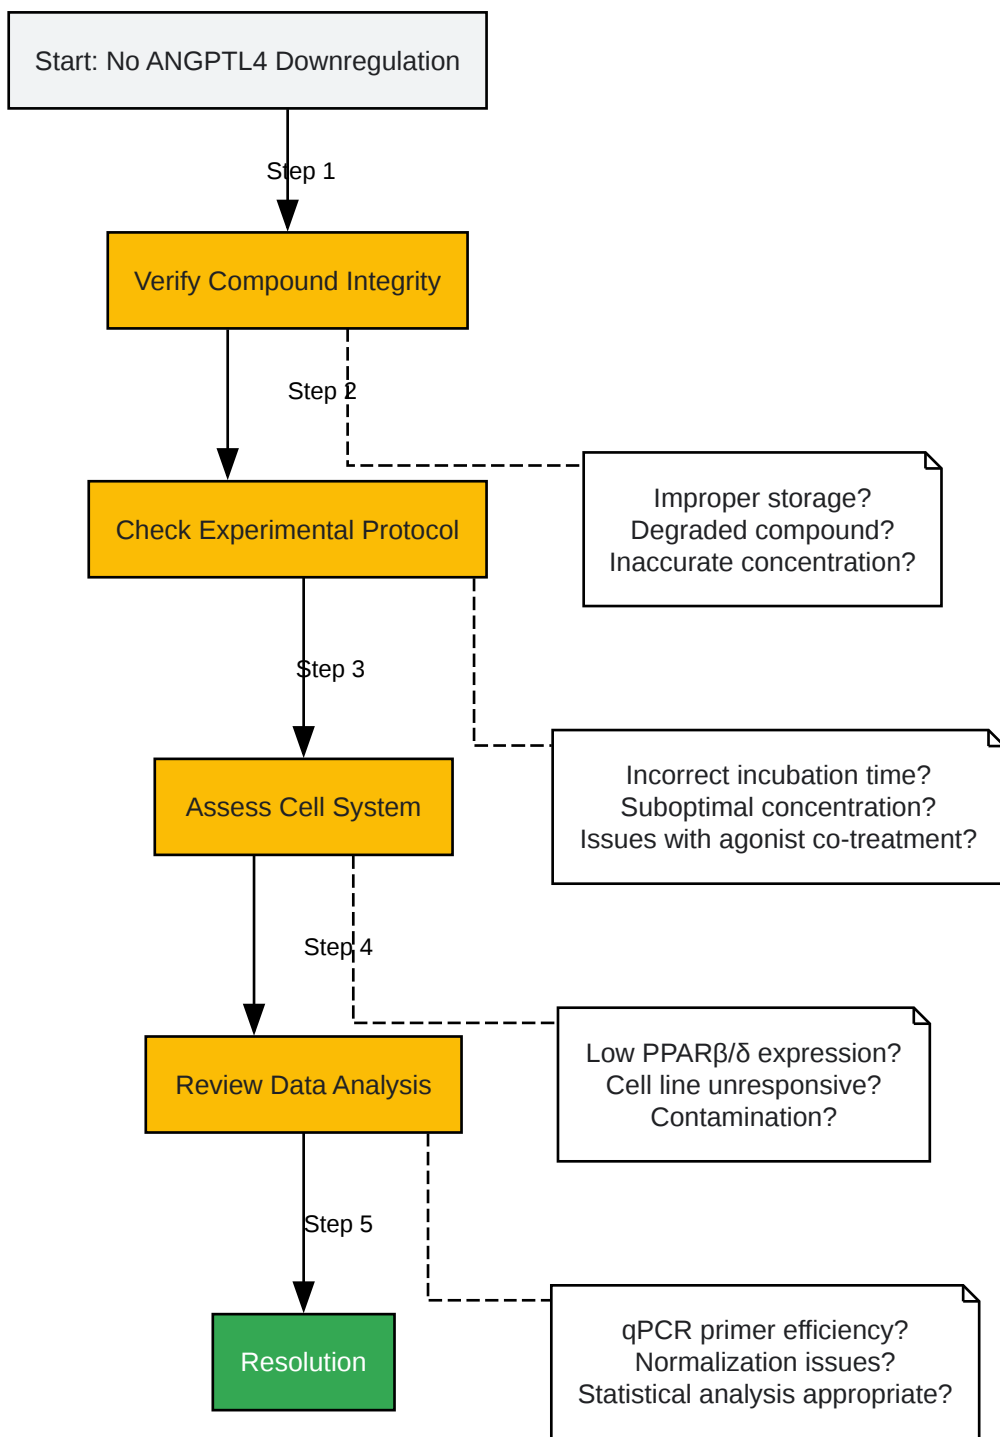 Start: No ANGPTL4 Downregulation
Step 1
Verify Compound Integrity
Step 2
Improper storage?
Degraded compound?
Inaccurate concentration?
Check Experimental Protocol
Step 3
Incorrect incubation time?
Suboptimal concentration?
Issues with agonist co-treatment?
Assess Cell System
Step 4
Low PPARβ/δ expression?
Cell line unresponsive?
Contamination?
Review Data Analysis
Step 5
qPCR primer efficiency?
Normalization issues?
Statistical analysis appropriate?
Resolution